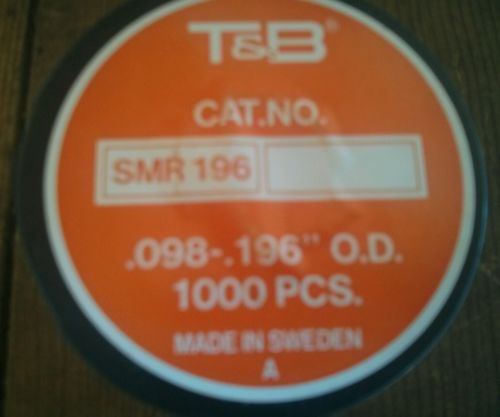 T&B®
CAT.NO.
SMR 196
.098-.196" O.D.
1000 PCS.
MADE IN SWEDEN
A